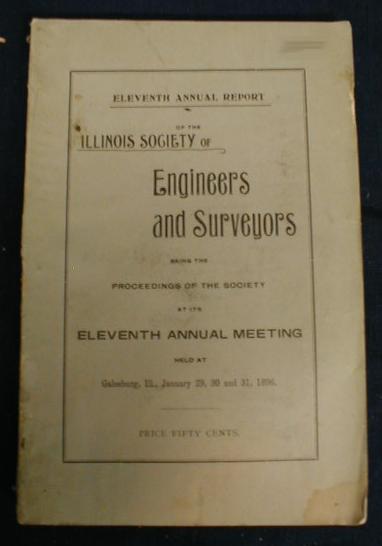 ELEVENTH ANNUAL REPORT
OF THE
ILLINOIS SOCIETY OF
Engineers
and Surveyors
BEING THE
PROCEEDINGS OF THE SOCIETY
AT ITS
ELEVENTH ANNUAL MEETING
HELD AT
Galesburg, Ill., January 29, 30 and 31, 1896.
PRICE FIFTY CENTS.